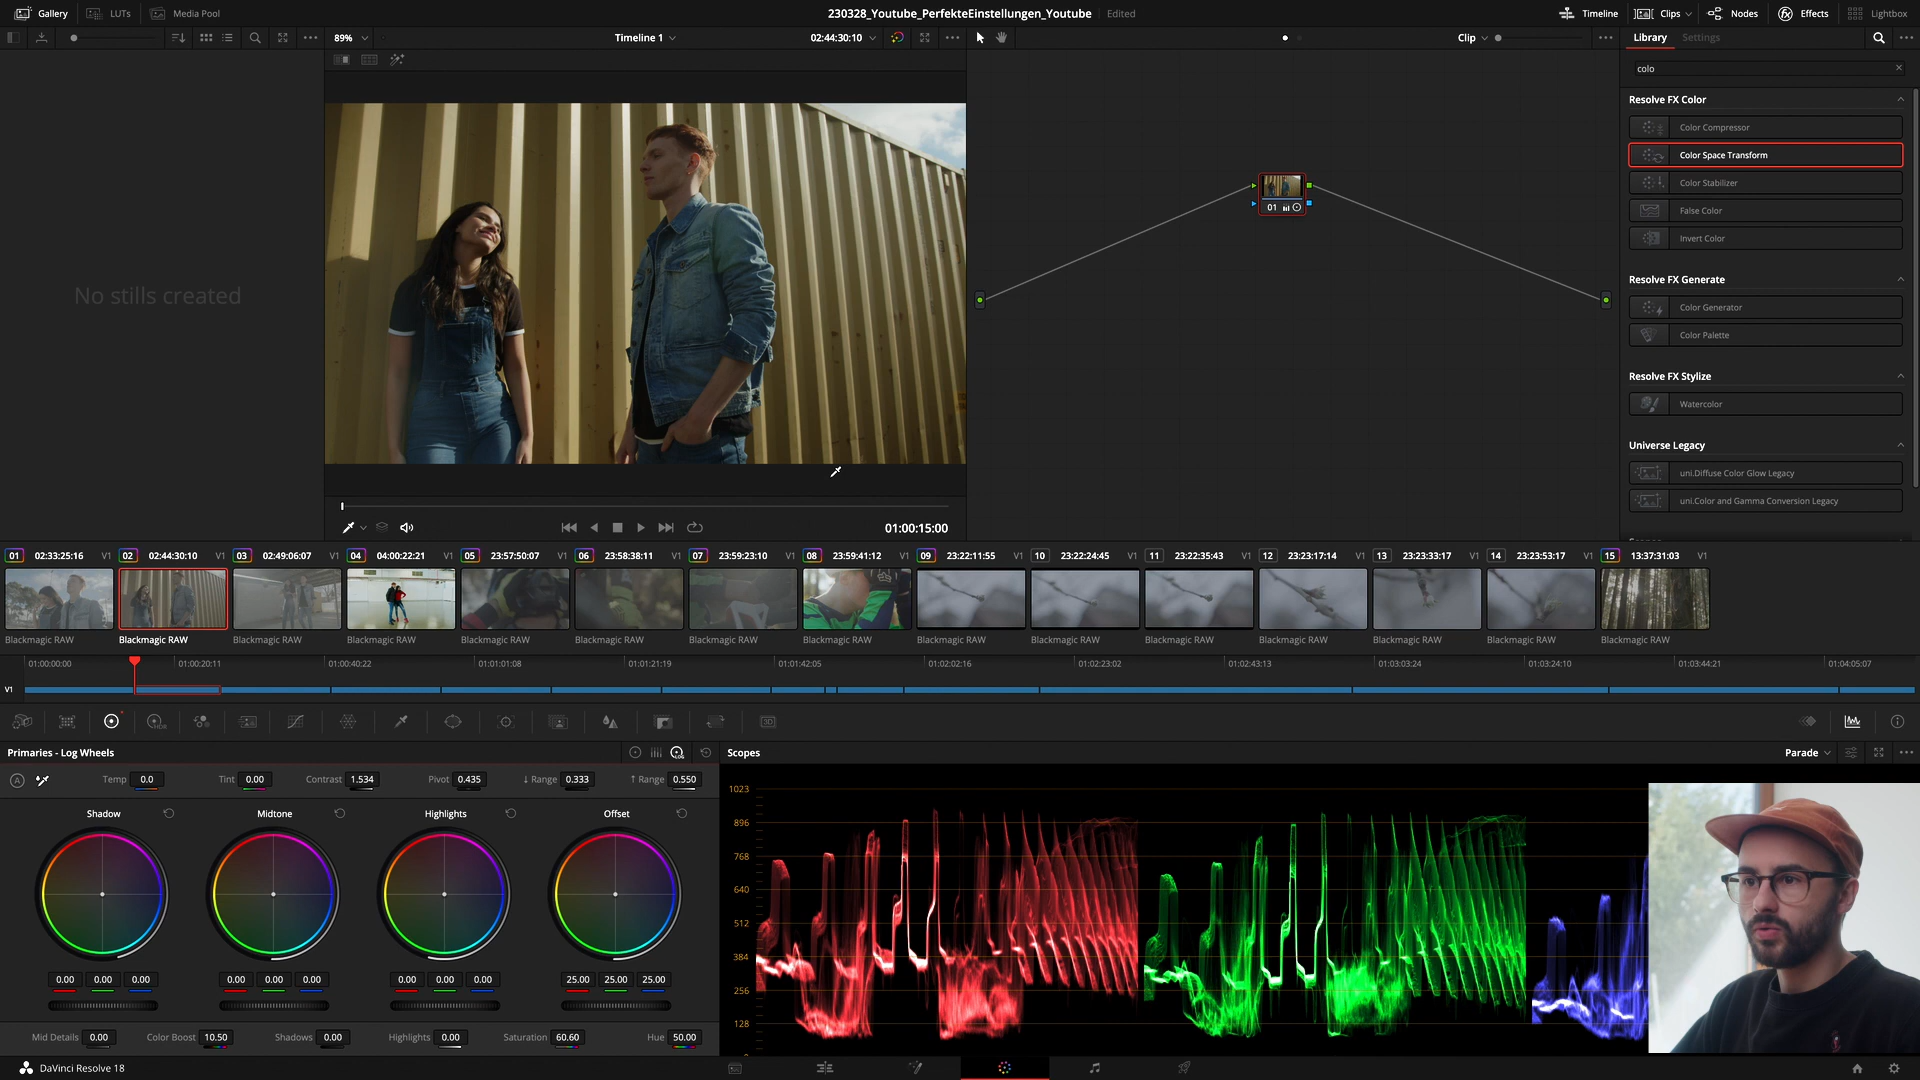 Gallery LUTs Media Pool 230328_Youtube_PerfekteEinstellungen_Youtube Edited Timeline Clips Nodes Effects Lightbox
89% Timeline 1 02:44:30:10 Clip Library Settings
colo
Resolve FX Color
Color Compressor
Color Space Transform
Color Stabilizer
False Color
Invert Color
Resolve FX Generate
Color Generator
Color Palette
Resolve FX Stylize
Watercolor
Universe Legacy
uni.Diffuse Color Glow Legacy
uni.Color and Gamma Conversion Legacy
No stills created
01
01:00:15:00
01 02:33:25:16 V1 02 02:44:30:10 V1 03 02:49:06:07 V1 04 04:00:22:21 V1 05 23:57:50:07 V1 06 23:58:38:11 V1 07 23:59:23:10 V1 08 23:59:41:12 V1 09 23:22:11:55 V1 10 23:22:24:45 V1 11 23:22:35:43 V1 12 23:23:17:14 V1 13 23:23:33:17 V1 14 23:23:53:17 V1 15 13:37:31:03 V1
Blackmagic RAW Blackmagic RAW Blackmagic RAW Blackmagic RAW Blackmagic RAW Blackmagic RAW Blackmagic RAW Blackmagic RAW Blackmagic RAW Blackmagic RAW Blackmagic RAW Blackmagic RAW Blackmagic RAW Blackmagic RAW Blackmagic RAW
01:00:00:00 01:00:20:11 01:00:40:22 01:01:01:08 01:01:21:19 01:01:42:05 01:02:02:16 01:02:23:02 01:02:43:13 01:03:03:24 01:03:24:10 01:03:44:21 01:04:05:07
V1
Primaries - Log Wheels
Temp 0.0 Tint 0.00 Contrast 1.534 Pivot 0.435 ↓ Range 0.333 ↑ Range 0.550
Shadow Midtone Highlights Offset
0.00 0.00 0.00 0.00 0.00 0.00 0.00 0.00 0.00 25.00 25.00 25.00
Mid Details 0.00 Color Boost 10.50 Shadows 0.00 Highlights 0.00 Saturation 60.60 Hue 50.00
Scopes Parade
1023
896
768
640
512
384
256
128
DaVinci Resolve 18